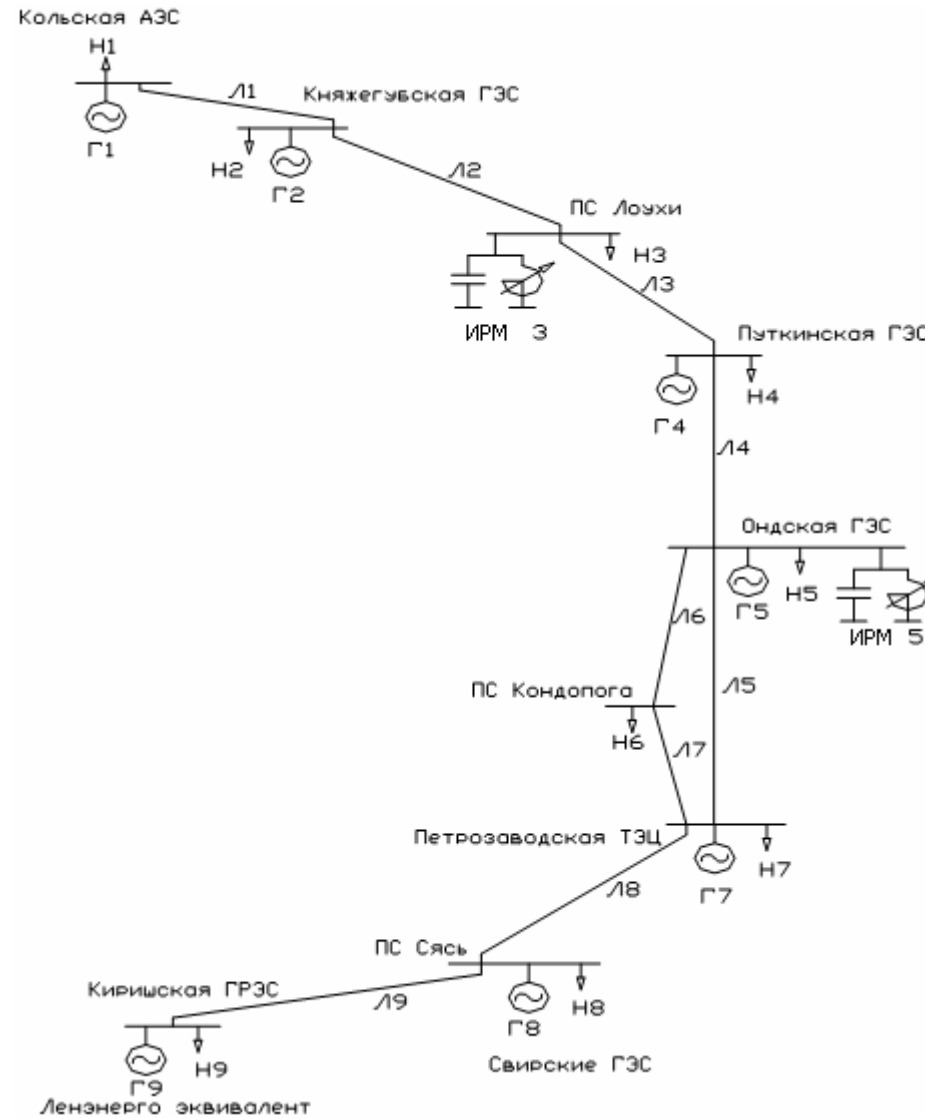 Кольская АЭС
Н1
Л1
Княжегубская ГЭС
Г1
Н2
Г2
Л2
ПС Лоухи
Н3
Л3
ИРМ 3
Путкинская ГЭС
Г4
Н4
Л4
Ондская ГЭС
Г5
Н5
ИРМ 5
Л6
Л5
ПС Кондопога
Н6
Л7
Петрозаводская ТЭЦ
Г7
Н7
Л8
ПС Сясь
Киришская ГРЭС
Л9
Г8
Н8
Г9
Н9
Свирские ГЭС
Ленэнерго эквивалент